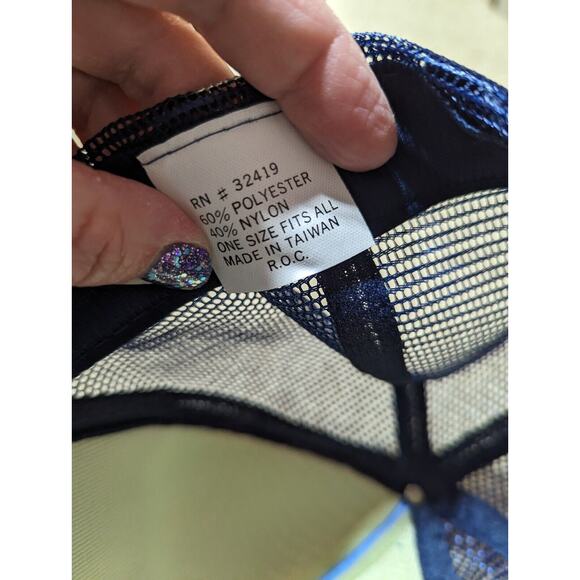 RN # 32419
60% POLYESTER
40% NYLON
ONE SIZE FITS ALL
MADE IN TAIWAN
R.O.C.